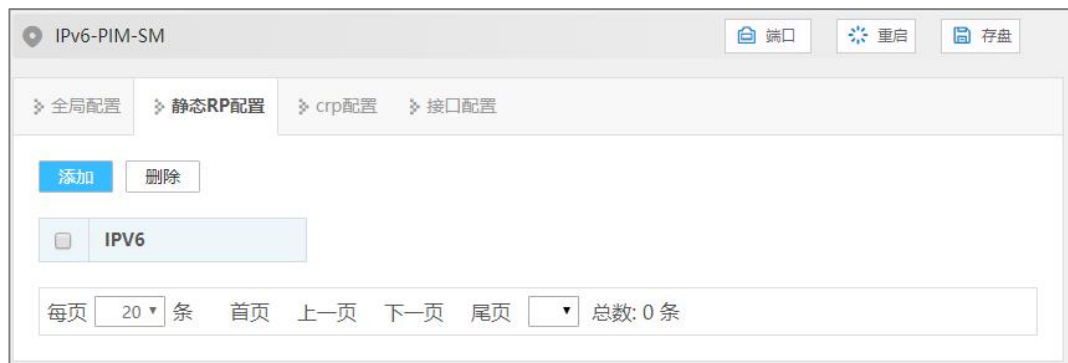 IPv6-PIM-SM 端口 重启 存盘
全局配置 静态RP配置 crp配置 接口配置
添加 删除
IPV6
每页 20 条 首页 上一页 下一页 尾页 总数: 0 条